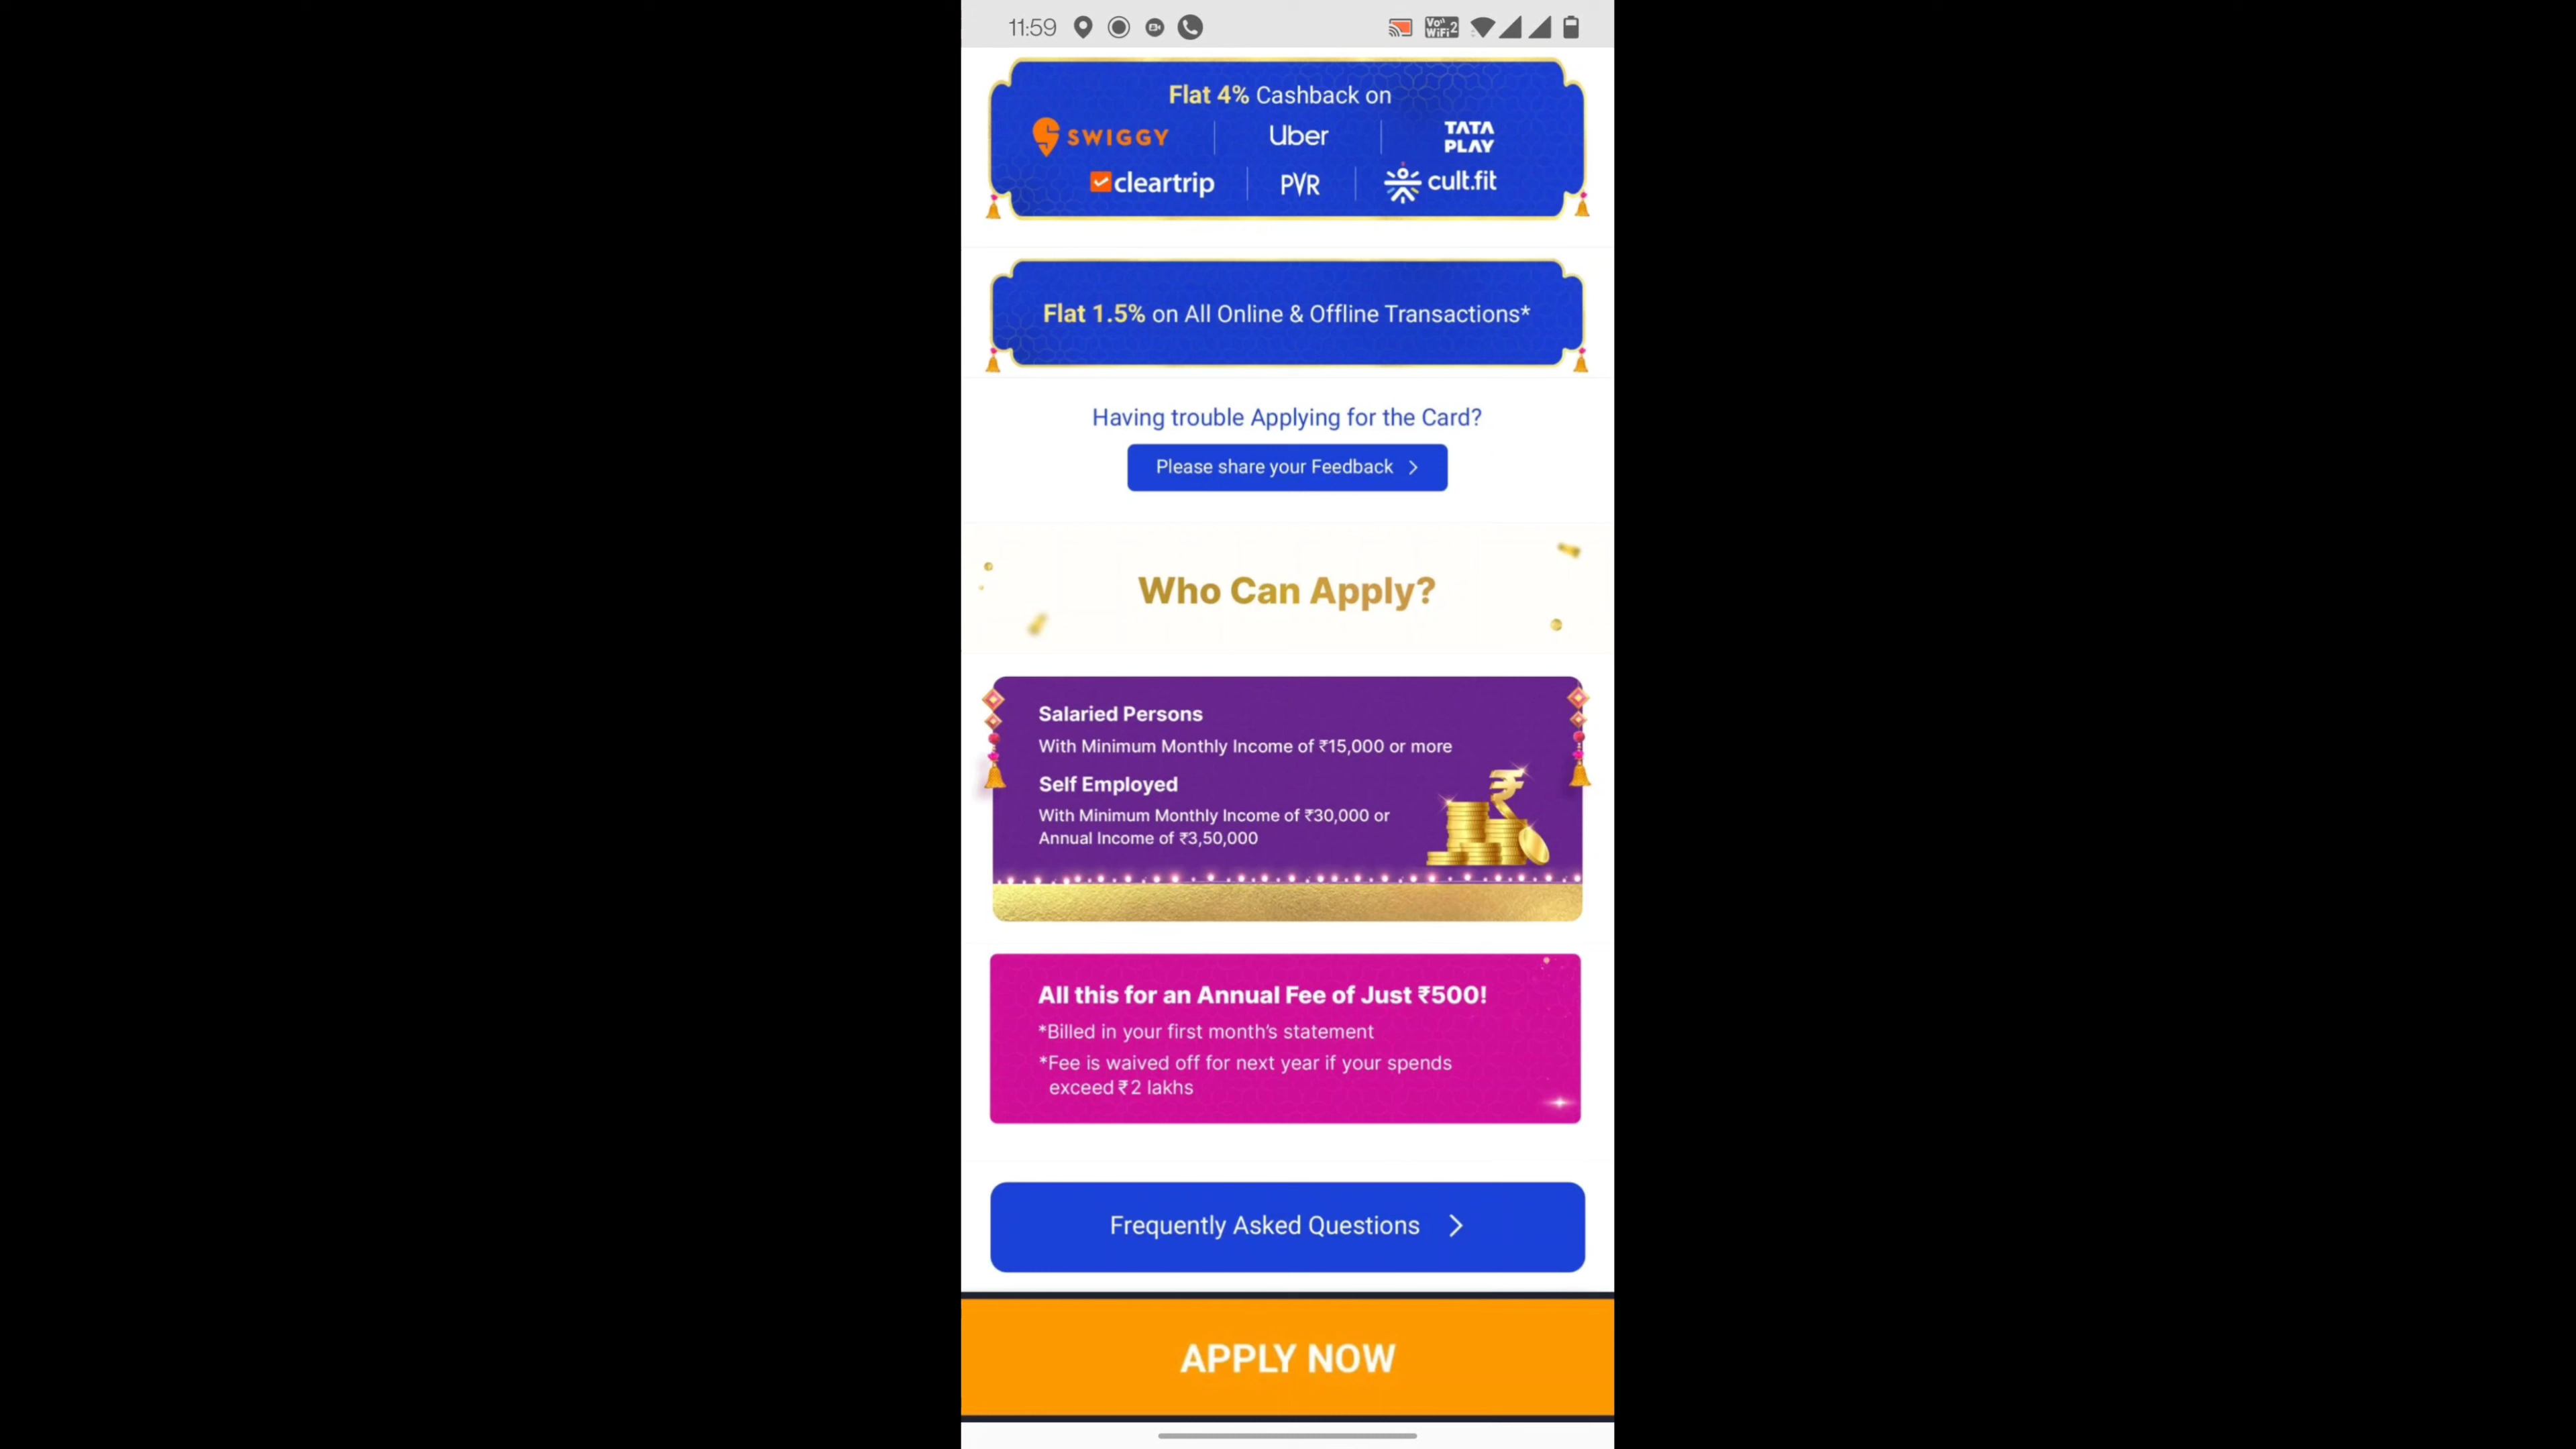 11:59
Vo WiFi 2
Flat 4% Cashback on
SWIGGY
Uber
TATA PLAY
cleartrip
PVR
cult.fit
Flat 1.5% on All Online & Offline Transactions*
Having trouble Applying for the Card?
Please share your Feedback >
Who Can Apply?
Salaried Persons
With Minimum Monthly Income of ₹15,000 or more
Self Employed
With Minimum Monthly Income of ₹30,000 or
Annual Income of ₹3,50,000
₹
All this for an Annual Fee of Just ₹500!
*Billed in your first month's statement
*Fee is waived off for next year if your spends
exceed ₹2 lakhs
Frequently Asked Questions >
APPLY NOW